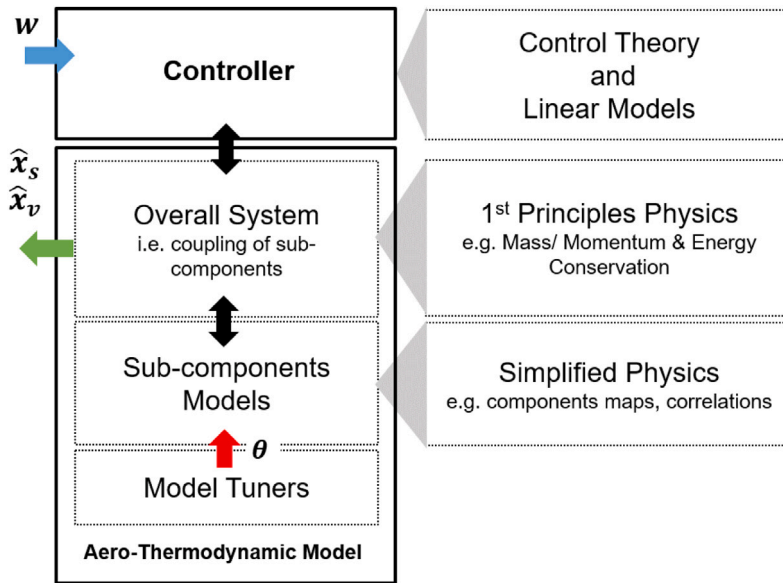 w
Controller
Control Theory
and
Linear Models
x̂ₛ
x̂ᵥ
Overall System
i.e. coupling of sub-
components
1st Principles Physics
e.g. Mass/ Momentum & Energy
Conservation
Sub-components
Models
Simplified Physics
e.g. components maps, correlations
θ
Model Tuners
Aero-Thermodynamic Model